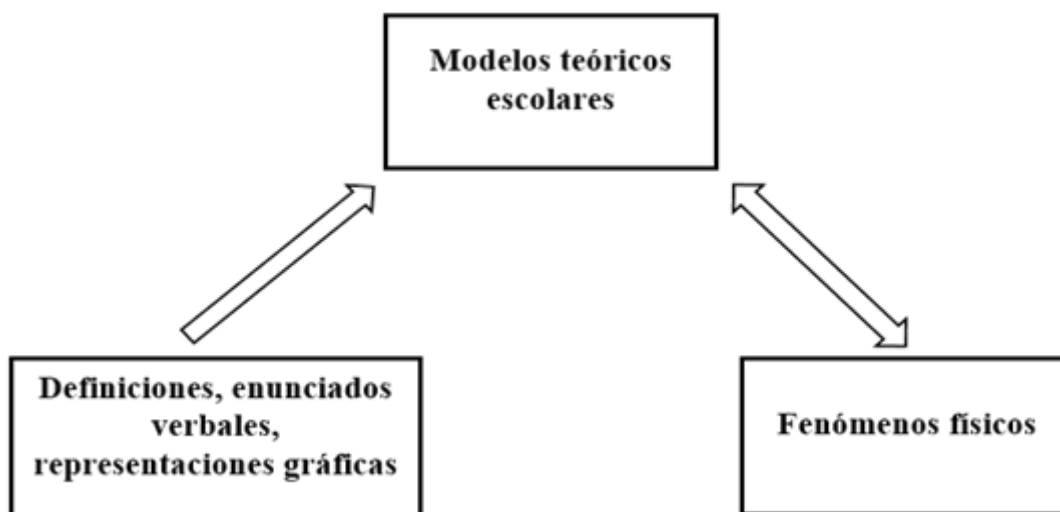 Modelos teóricos
escolares
Definiciones, enunciados
verbales,
representaciones gráficas
Fenómenos físicos